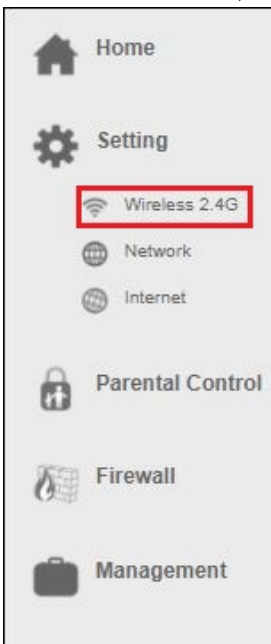 Home
Setting
Wireless 2.4G
Network
Internet
Parental Control
Firewall
Management